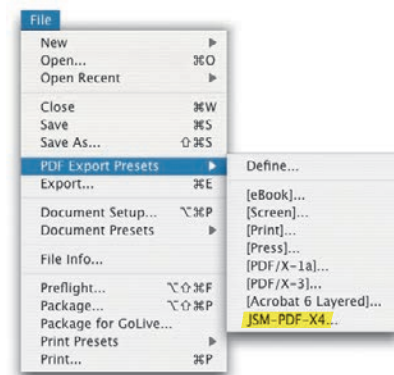 File
New
Open... ⌘O
Open Recent
Close ⌘W
Save ⌘S
Save As... ⇧⌘S
PDF Export Presets
Export... ⌘E
Document Setup... ⌥⌘P
Document Presets
File Info...
Preflight... ⌥⇧⌘F
Package... ⌥⇧⌘P
Package for GoLive...
Print Presets
Print... ⌘P
Define...
[eBook]...
[Screen]...
[Print]...
[Press]...
[PDF/X-1a]...
[PDF/X-3]...
[Acrobat 6 Layered]...
JSM-PDF-X4...